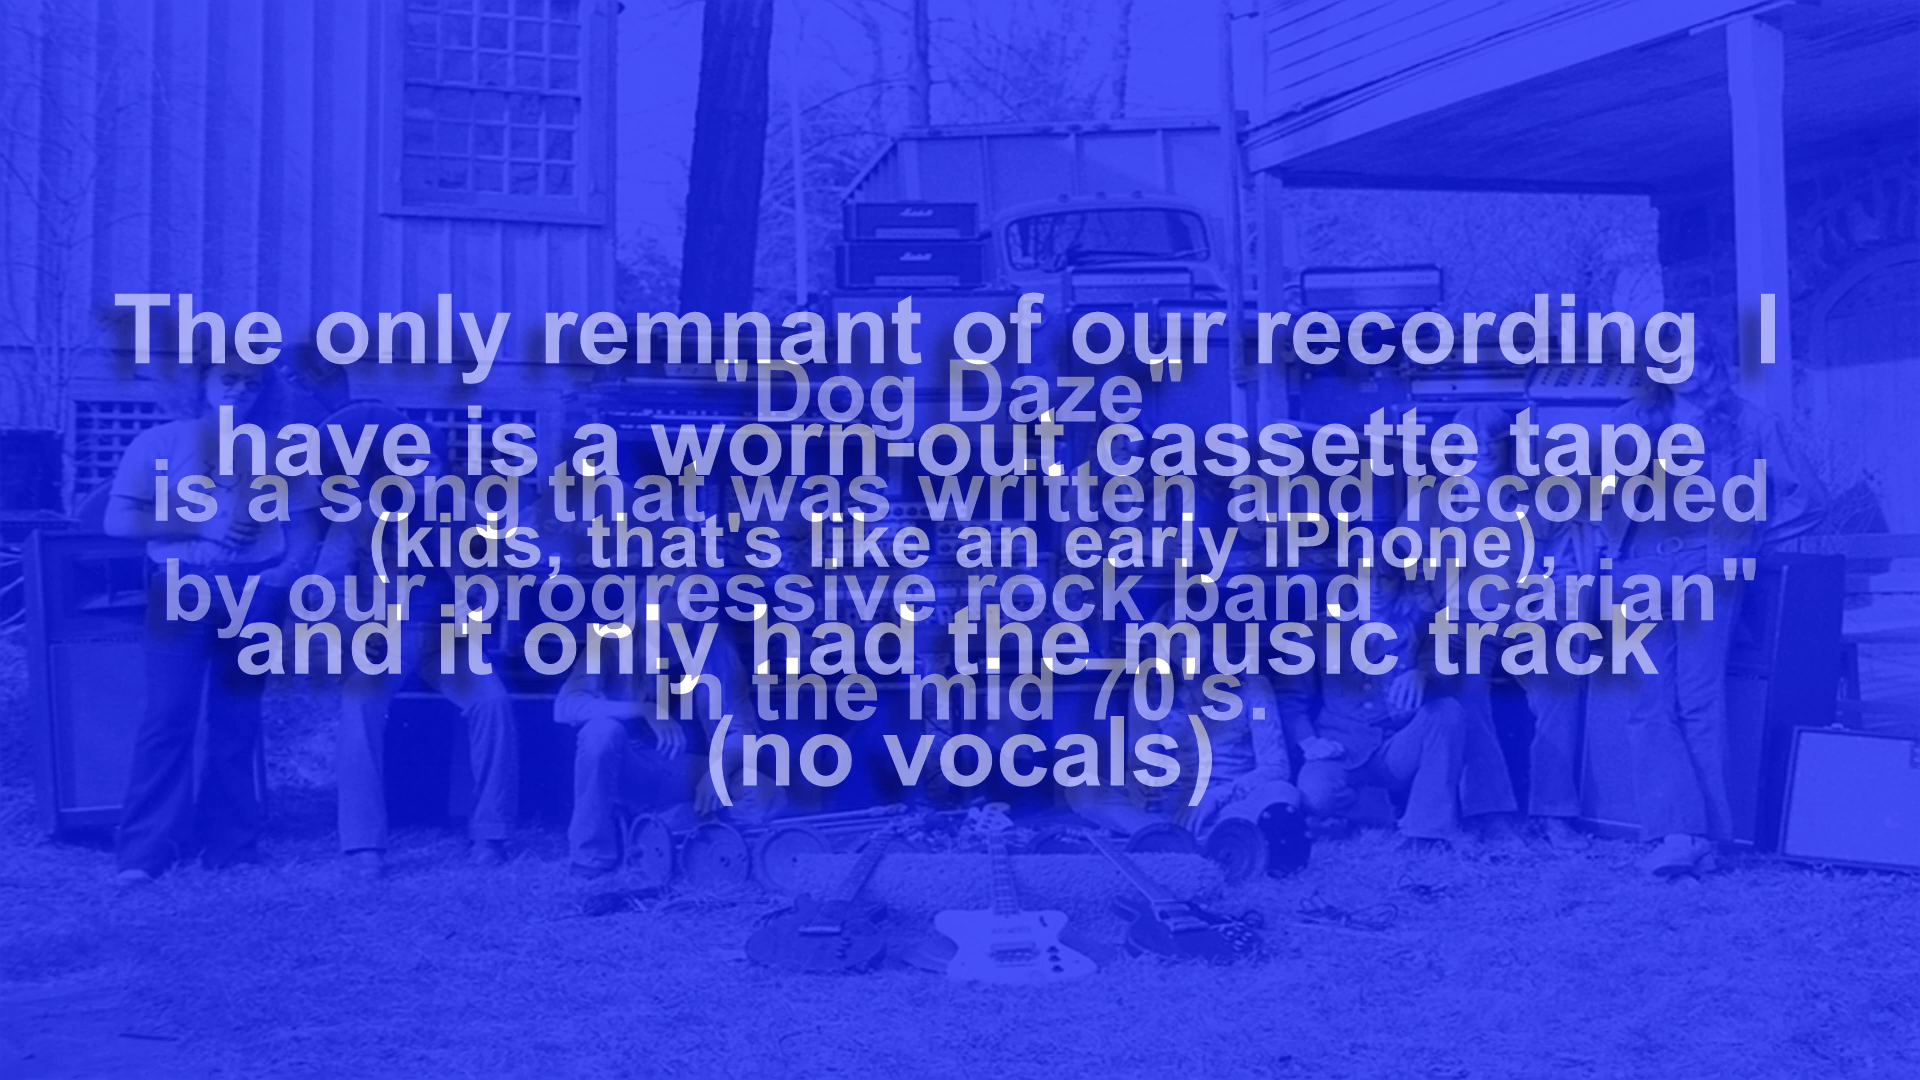 Marshall
Marshall
The only remnant of our recording I
have is a worn-out cassette tape
(kids, that's like an early iPhone),
and it only had the music track
(no vocals)
"Dog Daze"
is a song that was written and recorded
by our progressive rock band "Icarian"
in the mid 70's.